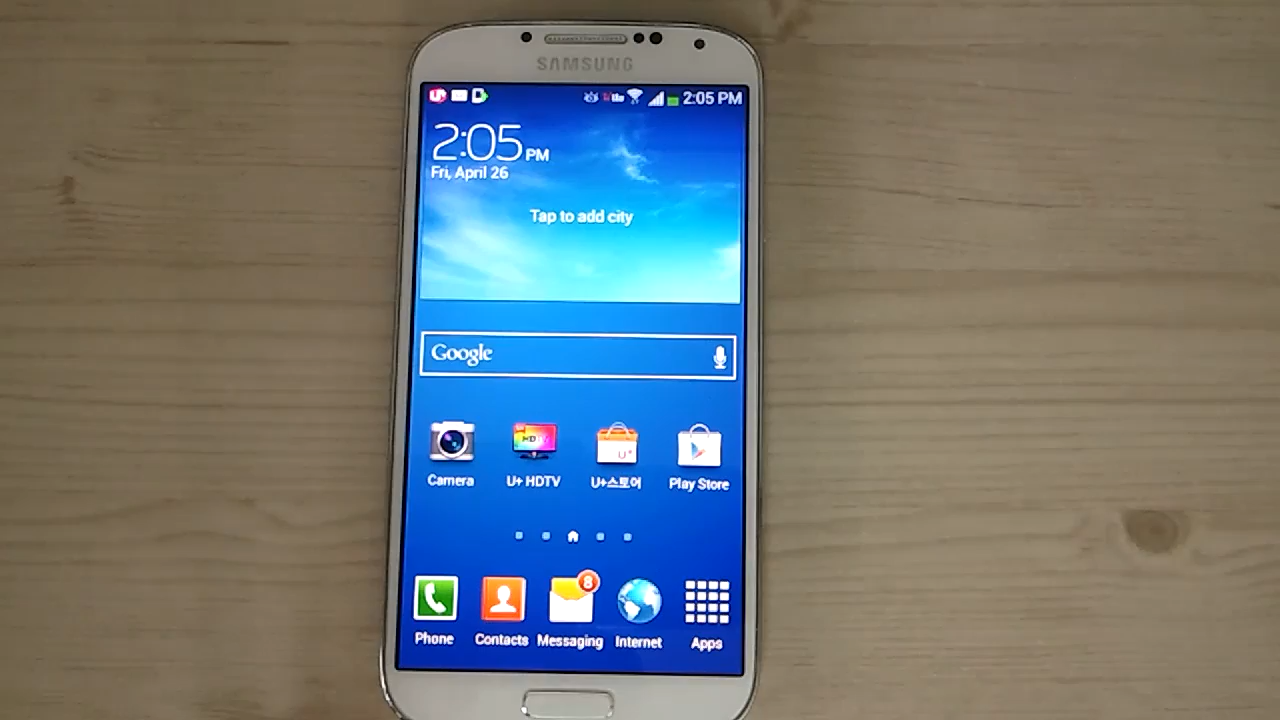 SAMSUNG
2:05 PM
2:05 PM
Fri, April 26
Tap to add city
Google
HD
U+
Camera
U+ HDTV
U+스토어
Play Store
8
Phone
Contacts
Messaging
Internet
Apps